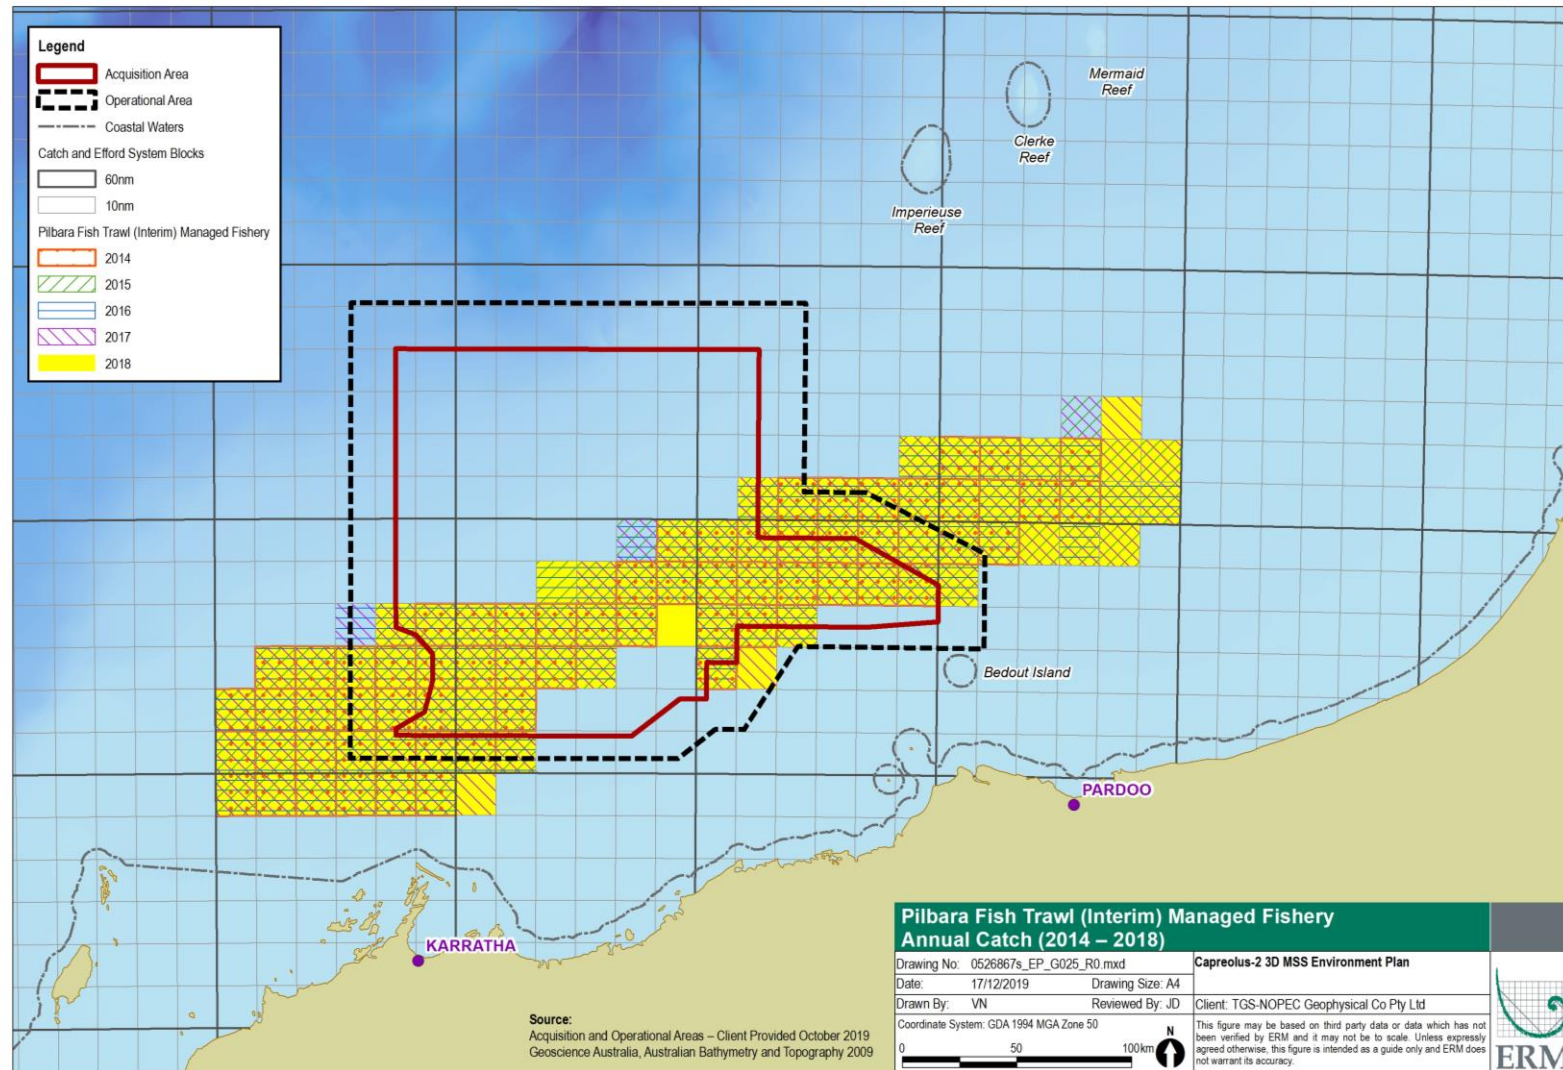 Legend
Acquisition Area
Operational Area
Coastal Waters
Catch and Efford System Blocks
60nm
10nm
Pilbara Fish Trawl (Interim) Managed Fishery
2014
2015
2016
2017
2018
Mermaid
Reef
Clerke
Reef
Imperieuse
Reef
Bedout Island
PARDOO
KARRATHA
Source:
Acquisition and Operational Areas – Client Provided October 2019
Geoscience Australia, Australian Bathymetry and Topography 2009
Pilbara Fish Trawl (Interim) Managed Fishery
Annual Catch (2014 – 2018)
Drawing No: 0526867s_EP_G025_R0.mxd
Capreolus-2 3D MSS Environment Plan
Date: 17/12/2019 Drawing Size: A4
Drawn By: VN Reviewed By: JD
Client: TGS-NOPEC Geophysical Co Pty Ltd
Coordinate System: GDA 1994 MGA Zone 50
N
0 50 100km
This figure may be based on third party data or data which has not
been verified by ERM and it may not be to scale. Unless expressly
agreed otherwise, this figure is intended as a guide only and ERM does
not warrant its accuracy.
ERM